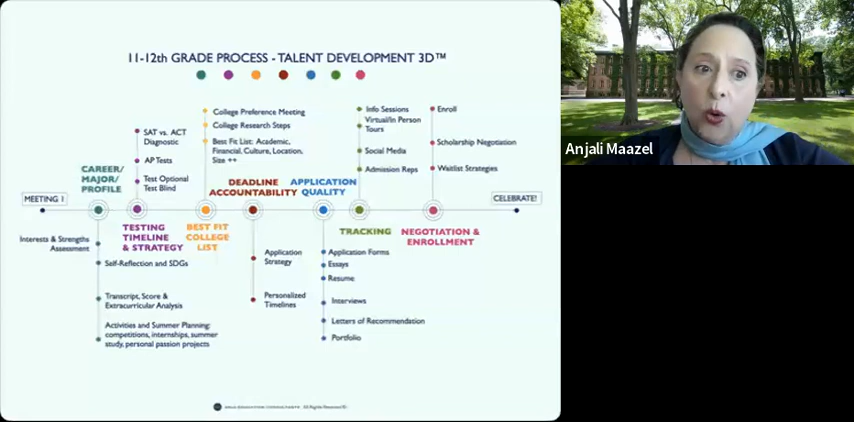 11-12th GRADE PROCESS - TALENT DEVELOPMENT 3D™
Anjali Maazel
SAT vs. ACT
Diagnostic
AP Tests
Test Optional
Test Blind
College Preference Meeting
College Research Steps
Best Fit List: Academic,
Financial, Culture, Location,
Size ++
Info Sessions
Virtual/In Person
Tours
Social Media
Admission Reps
Enroll
Scholarship Negotiation
Waitlist Strategies
CAREER/
MAJOR/
PROFILE
DEADLINE
ACCOUNTABILITY
APPLICATION
QUALITY
MEETING 1
CELEBRATE!
TESTING
TIMELINE
& STRATEGY
BEST FIT
COLLEGE
LIST
TRACKING
NEGOTIATION &
ENROLLMENT
Interests & Strengths
Assessment
Self-Reflection and SDGs
Transcript, Score &
Extracurricular Analysis
Activities and Summer Planning:
competitions, internships, summer
study, personal passion projects
Application
Strategy
Personalized
Timelines
Application Forms
Essays
Resume
Interviews
Letters of Recommendation
Portfolio
All Rights Reserved